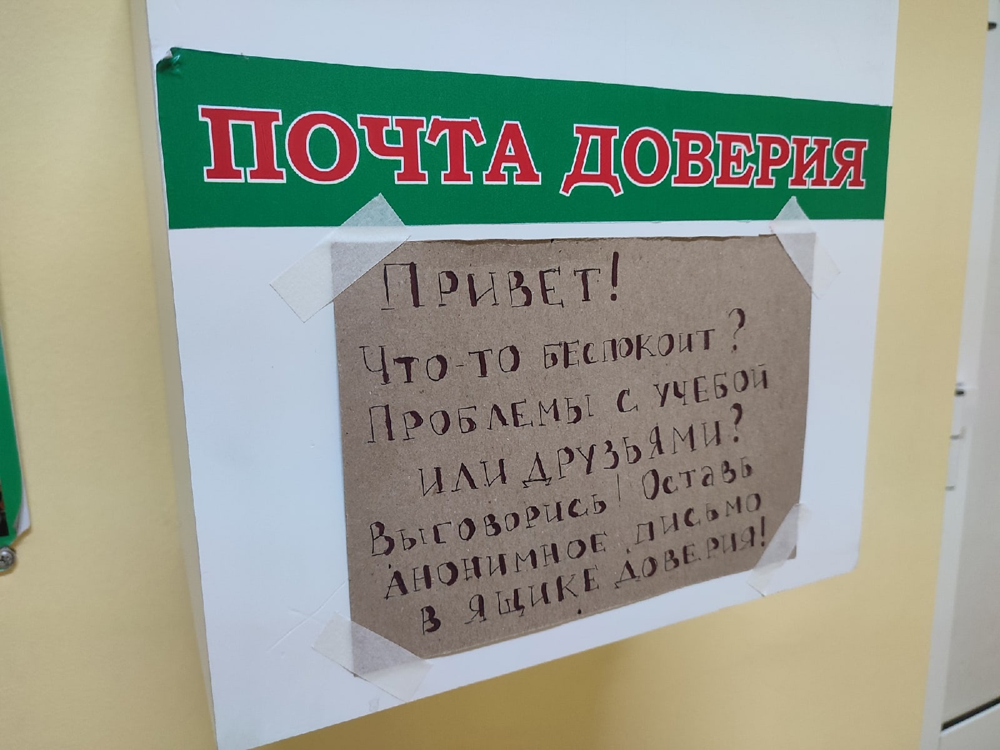 ПОЧТА ДОВЕРИЯ
ПРИВЕТ!
ЧТО-ТО БЕСПОКОИТ?
ПРОБЛЕМЫ С УЧЕБОЙ
ИЛИ ДРУЗЬЯМИ?
ВЫГОВОРИСЬ! ОСТАВЬ
АНОНИМНОЕ ПИСЬМО
В ЯЩИКЕ ДОВЕРИЯ!